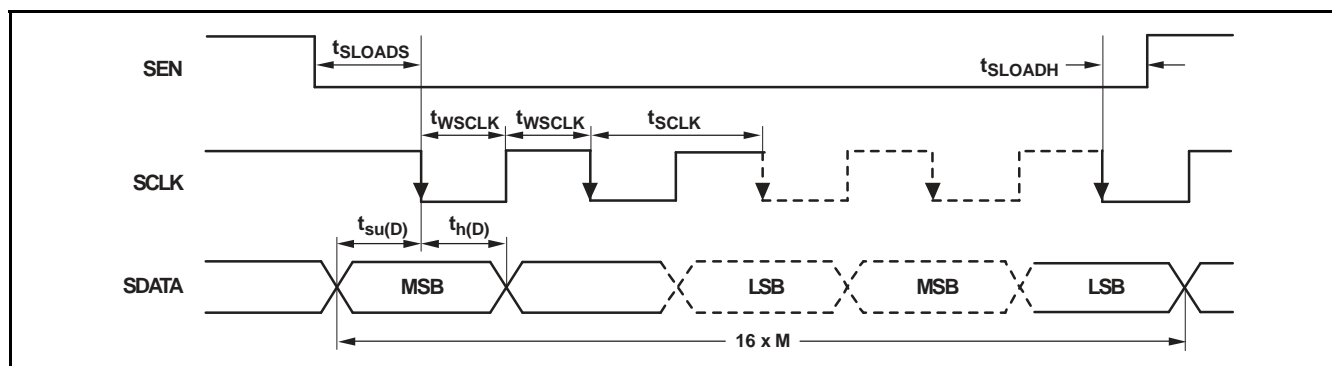 tSLOADS
SEN
tSLOADH
tWSCLK tWSCLK tSCLK
SCLK
tsu(D) th(D)
SDATA MSB LSB MSB LSB
16 x M